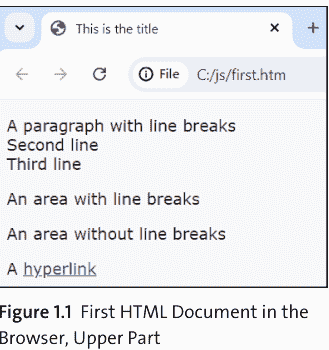 This is the title
File C:/js/first.htm
A paragraph with line breaks
Second line
Third line
An area with line breaks
An area without line breaks
A hyperlink
Figure 1.1 First HTML Document in the
Browser, Upper Part